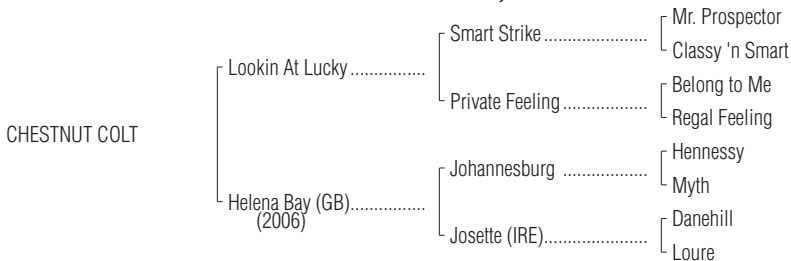 Mr. Prospector
Smart Strike.....................
Classy 'n Smart
Lookin At Lucky................
Belong to Me
Private Feeling.................
Regal Feeling
CHESTNUT COLT
Hennessy
Johannesburg .................
Myth
Helena Bay (GB)................
(2006)
Danehill
Josette (IRE).....................
Loure